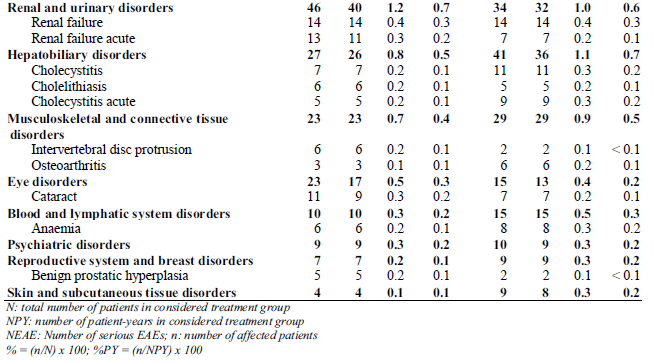 Renal and urinary disorders 46 40 1.2 0.7 34 32 1.0 0.6
Renal failure 14 14 0.4 0.3 14 14 0.4 0.3
Renal failure acute 13 11 0.3 0.2 7 7 0.2 0.1
Hepatobiliary disorders 27 26 0.8 0.5 41 36 1.1 0.7
Cholecystitis 7 7 0.2 0.1 11 11 0.3 0.2
Cholelithiasis 6 6 0.2 0.1 5 5 0.2 0.1
Cholecystitis acute 5 5 0.2 0.1 9 9 0.3 0.2
Musculoskeletal and connective tissue 23 23 0.7 0.4 29 29 0.9 0.5
disorders
Intervertebral disc protrusion 6 6 0.2 0.1 2 2 0.1 <0.1
Osteoarthritis 3 3 0.1 0.1 6 6 0.2 0.1
Eye disorders 23 17 0.5 0.3 15 13 0.4 0.2
Cataract 11 9 0.3 0.2 7 7 0.2 0.1
Blood and lymphatic system disorders 10 10 0.3 0.2 15 15 0.5 0.3
Anaemia 6 6 0.2 0.1 8 8 0.3 0.2
Psychiatric disorders 9 9 0.3 0.2 10 9 0.3 0.2
Reproductive system and breast disorders 7 7 0.2 0.1 9 9 0.3 0.2
Benign prostatic hyperplasia 5 5 0.2 0.1 2 2 0.1 <0.1
Skin and subcutaneous tissue disorders 4 4 0.1 0.1 9 8 0.3 0.2
N: total number of patients in considered treatment group
NPY: number of patient-years in considered treatment group
NEAE: Number of serious EAEs; n: number of affected patients
% = (n/N) x 100; %PY = (n/NPY) x 100